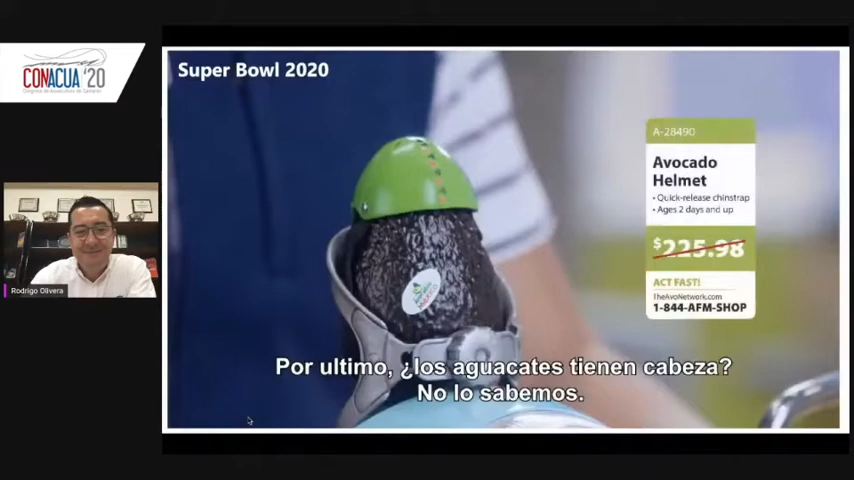 CONACUA '20
Super Bowl 2020
A-28490
Avocado
Helmet
• Quick-release chinstrap
• Ages 2 days and up
$225.98
ACT FAST!
TheAvoNetwork.com
1-844-AFM-SHOP
MEXICO
Rodrigo Olivera
Por ultimo, ¿los aguacates tienen cabeza?
No lo sabemos.